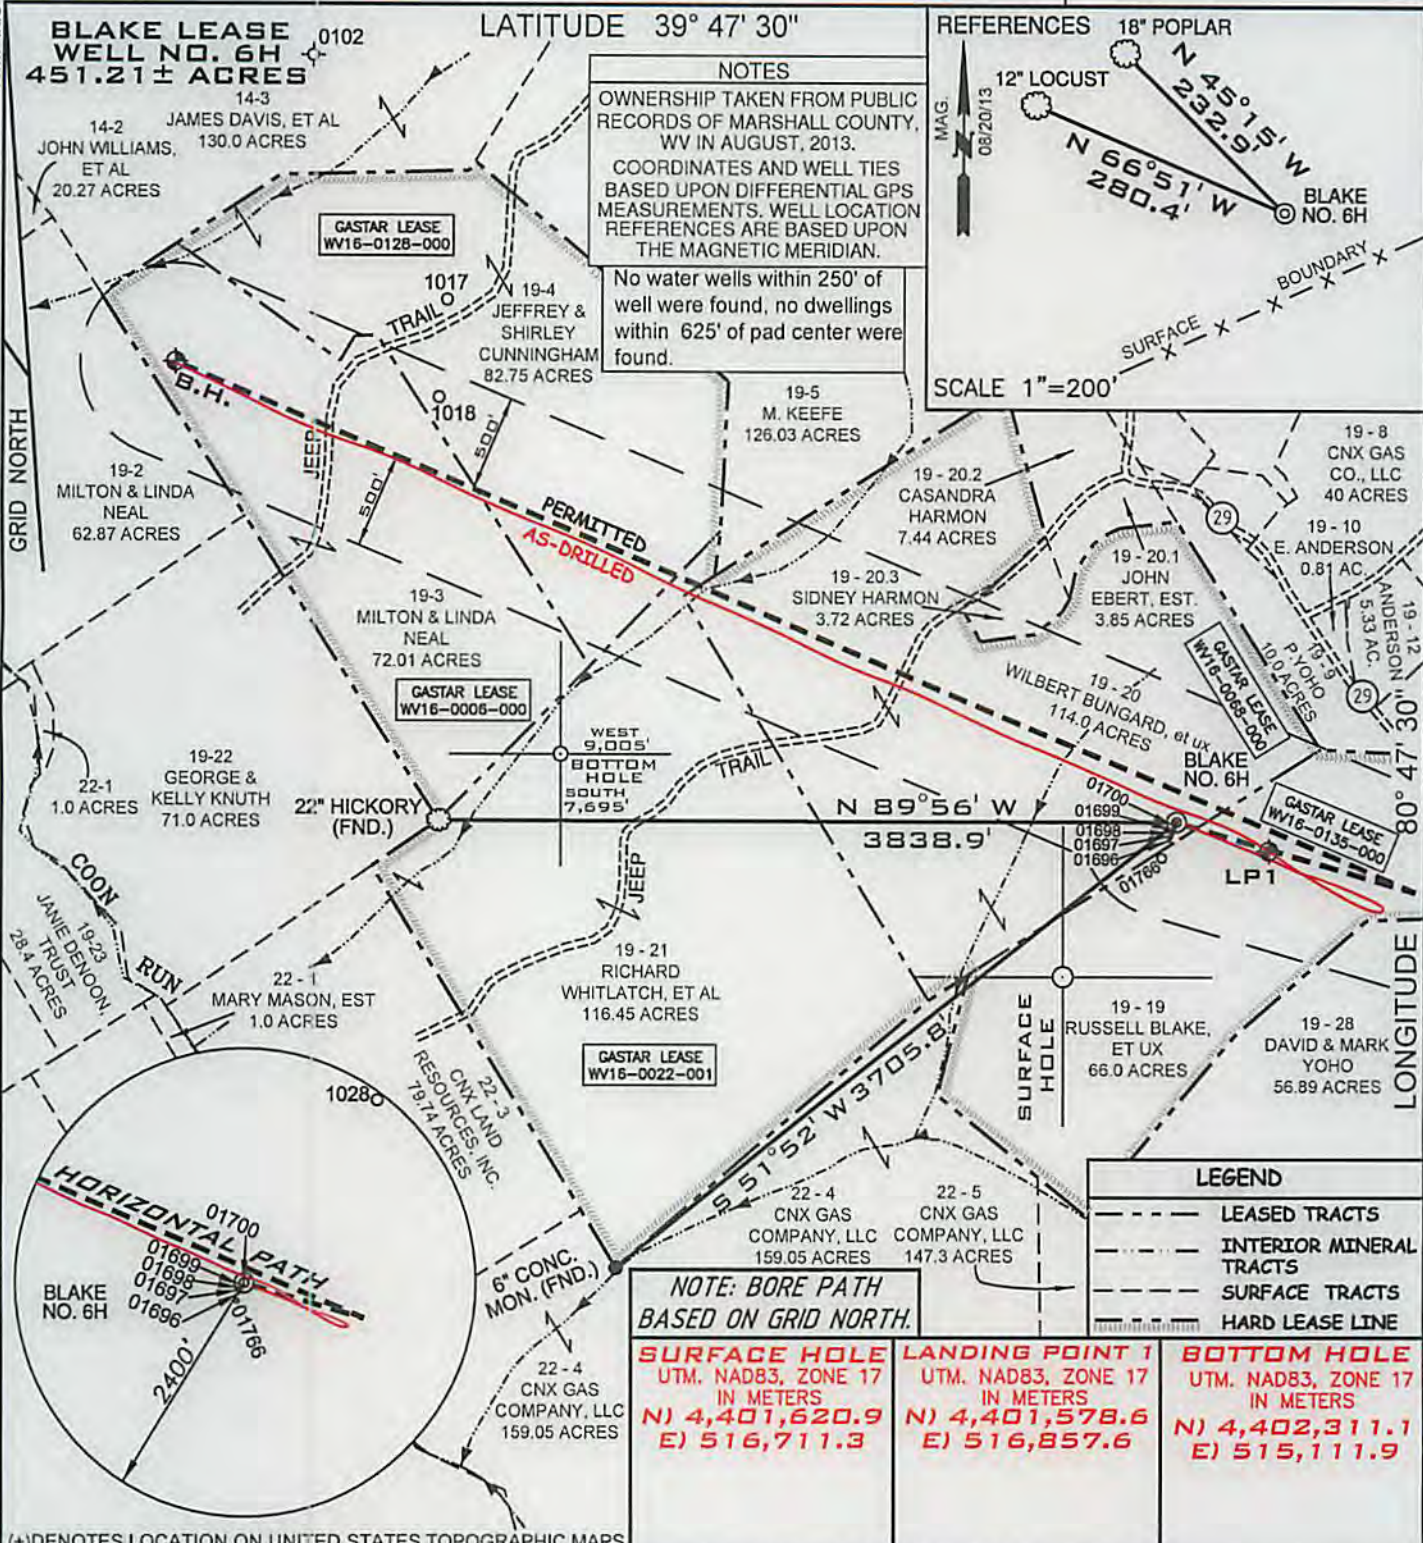 BLAKE LEASE
WELL NO. 6H
451.21± ACRES
0102
LATITUDE 39° 47' 30"
14-3
JAMES DAVIS, ET AL
130.0 ACRES
14-2
JOHN WILLIAMS,
ET AL
20.27 ACRES
NOTES
OWNERSHIP TAKEN FROM PUBLIC
RECORDS OF MARSHALL COUNTY,
WV IN AUGUST, 2013.
COORDINATES AND WELL TIES
BASED UPON DIFFERENTIAL GPS
MEASUREMENTS. WELL LOCATION
REFERENCES ARE BASED UPON
THE MAGNETIC MERIDIAN.
No water wells within 250' of
well were found, no dwellings
within 625' of pad center were
found.
REFERENCES
18" POPLAR
12" LOCUST
MAG.
N
08/20/13
N 45°15' W
232.9'
N 66°51' W
280.4'
BLAKE
NO. 6H
SURFACE
BOUNDARY
SCALE 1"=200'
GASTAR LEASE
WV16-0128-000
1017
TRAIL
19-4
JEFFREY &
SHIRLEY
CUNNINGHAM
82.75 ACRES
B.H.
1018
500'
500'
JEEP
19-5
M. KEEFE
126.03 ACRES
GRID NORTH
19-2
MILTON & LINDA
NEAL
62.87 ACRES
PERMITTED
AS-DRILLED
19 - 20.2
CASANDRA
HARMON
7.44 ACRES
19 - 8
CNX GAS
CO., LLC
40 ACRES
29
19 - 10
E. ANDERSON
0.81 AC.
19 - 12
ANDERSON
5.33 AC.
19 - 20.1
JOHN
EBERT, EST.
3.85 ACRES
19 - 20.3
SIDNEY HARMON
3.72 ACRES
19-3
MILTON & LINDA
NEAL
72.01 ACRES
GASTAR LEASE
WV16-0006-000
19 - 9
P.YOHO
10.0 ACRES
29
GASTAR LEASE
WV16-0068-000
19 - 20
WILBERT BUNGARD, et ux
114.0 ACRES
BLAKE
NO. 6H
WEST
9,005'
BOTTOM
HOLE
SOUTH
7,695'
TRAIL
22-1
1.0 ACRES
19-22
GEORGE &
KELLY KNUTH
71.0 ACRES
22" HICKORY
(FND.)
N 89°56' W
3838.9'
01700
01699
01698
01697
01696
01766
GASTAR LEASE
WV16-0135-000
LP1
LONGITUDE 80° 47' 30"
JEEP
COON
RUN
19-23
JANIE DENOON,
TRUST
28.4 ACRES
22 - 1
MARY MASON, EST
1.0 ACRES
19 - 21
RICHARD
WHITLATCH, ET AL
116.45 ACRES
GASTAR LEASE
WV16-0022-001
SURFACE
HOLE
19 - 19
RUSSELL BLAKE,
ET UX
66.0 ACRES
19 - 28
DAVID & MARK
YOHO
56.89 ACRES
S 51°52' W 3705.8'
22 - 3
CNX LAND
RESOURCES, INC.
79.74 ACRES
1028
HORIZONTAL PATH
01700
01699
01698
01697
01696
01766
BLAKE
NO. 6H
2400'
6" CONC.
MON. (FND.)
22 - 4
CNX GAS
COMPANY, LLC
159.05 ACRES
22 - 5
CNX GAS
COMPANY, LLC
147.3 ACRES
22 - 4
CNX GAS
COMPANY, LLC
159.05 ACRES
LEGEND
LEASED TRACTS
INTERIOR MINERAL
TRACTS
SURFACE TRACTS
HARD LEASE LINE
NOTE: BORE PATH
BASED ON GRID NORTH.
SURFACE HOLE
UTM. NAD83, ZONE 17
IN METERS
N) 4,401,620.9
E) 516,711.3
LANDING POINT 1
UTM. NAD83, ZONE 17
IN METERS
N) 4,401,578.6
E) 516,857.6
BOTTOM HOLE
UTM. NAD83, ZONE 17
IN METERS
N) 4,402,311.1
E) 515,111.9
(+)DENOTES LOCATION ON UNITED STATES TOPOGRAPHIC MAPS